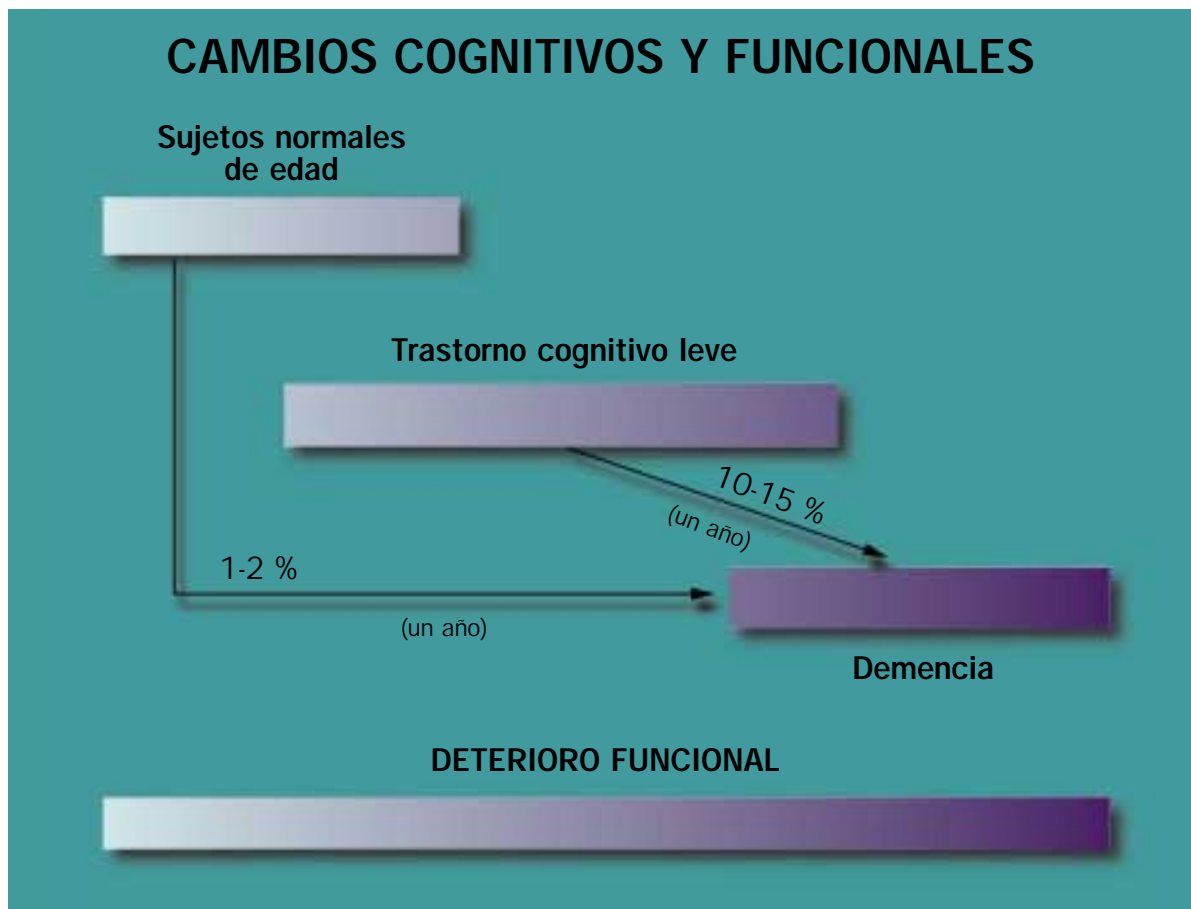 CAMBIOS COGNITIVOS Y FUNCIONALES
Sujetos normales
de edad
Trastorno cognitivo leve
10-15 %
(un año)
1-2 %
(un año)
Demencia
DETERIORO FUNCIONAL